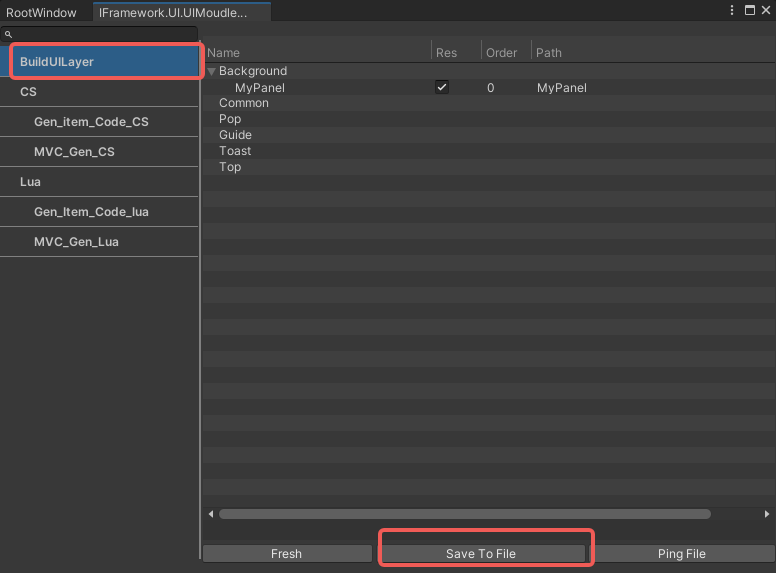 RootWindow
IFramework.UI.UIMoudle...
BuildUILayer
CS
Gen_item_Code_CS
MVC_Gen_CS
Lua
Gen_Item_Code_lua
MVC_Gen_Lua
Name Res Order Path
Background
MyPanel 0 MyPanel
Common
Pop
Guide
Toast
Top
Fresh Save To File Ping File